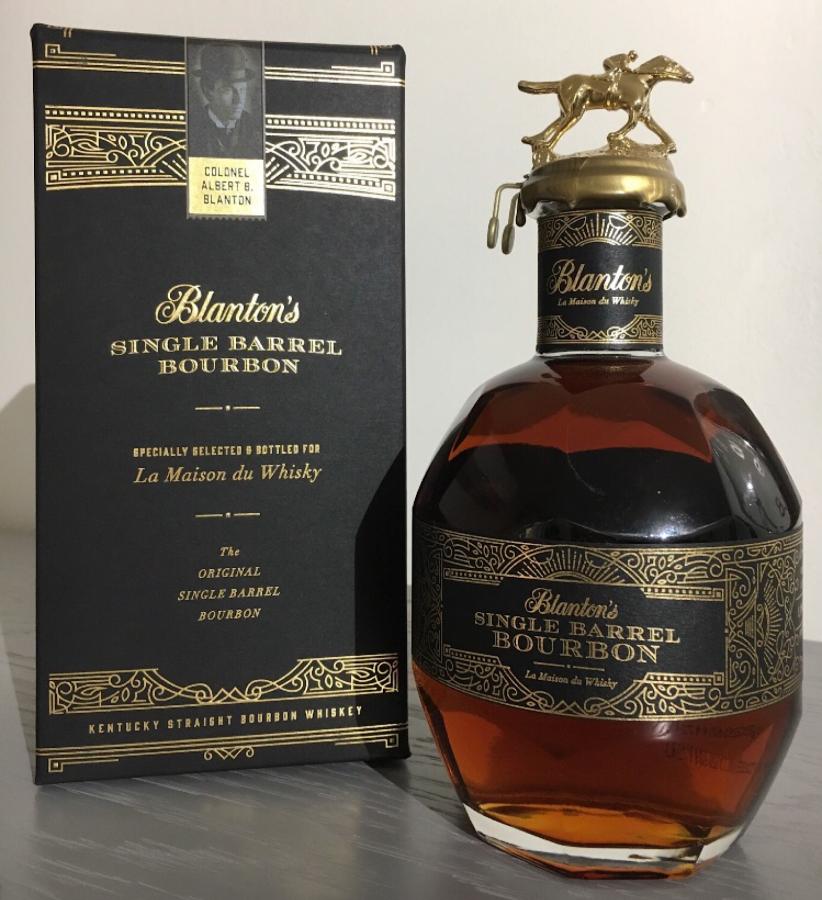 COLONEL
ALBERT B.
BLANTON
Blanton's
SINGLE BARREL
BOURBON
SPECIALLY SELECTED & BOTTLED FOR
La Maison du Whisky
The
ORIGINAL
SINGLE BARREL
BOURBON
KENTUCKY STRAIGHT BOURBON WHISKEY
Blanton's
La Maison du Whisky
Blanton's
SINGLE BARREL
BOURBON
La Maison du Whisky